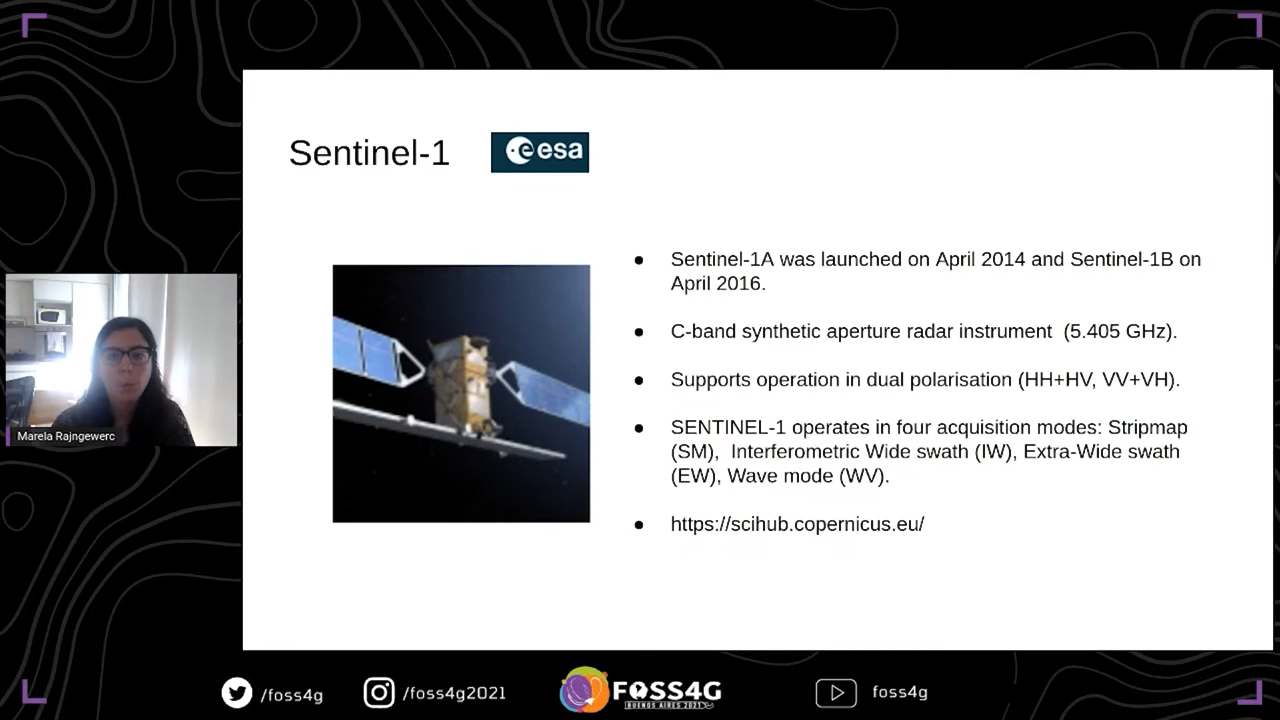 Sentinel-1
esa
● Sentinel-1A was launched on April 2014 and Sentinel-1B on
April 2016.
● C-band synthetic aperture radar instrument (5.405 GHz).
● Supports operation in dual polarisation (HH+HV, VV+VH).
● SENTINEL-1 operates in four acquisition modes: Stripmap
(SM), Interferometric Wide swath (IW), Extra-Wide swath
(EW), Wave mode (WV).
● https://scihub.copernicus.eu/
Marela Rajngewerc
/foss4g
/foss4g2021
FOSS4G
BUENOS AIRES 2021
foss4g